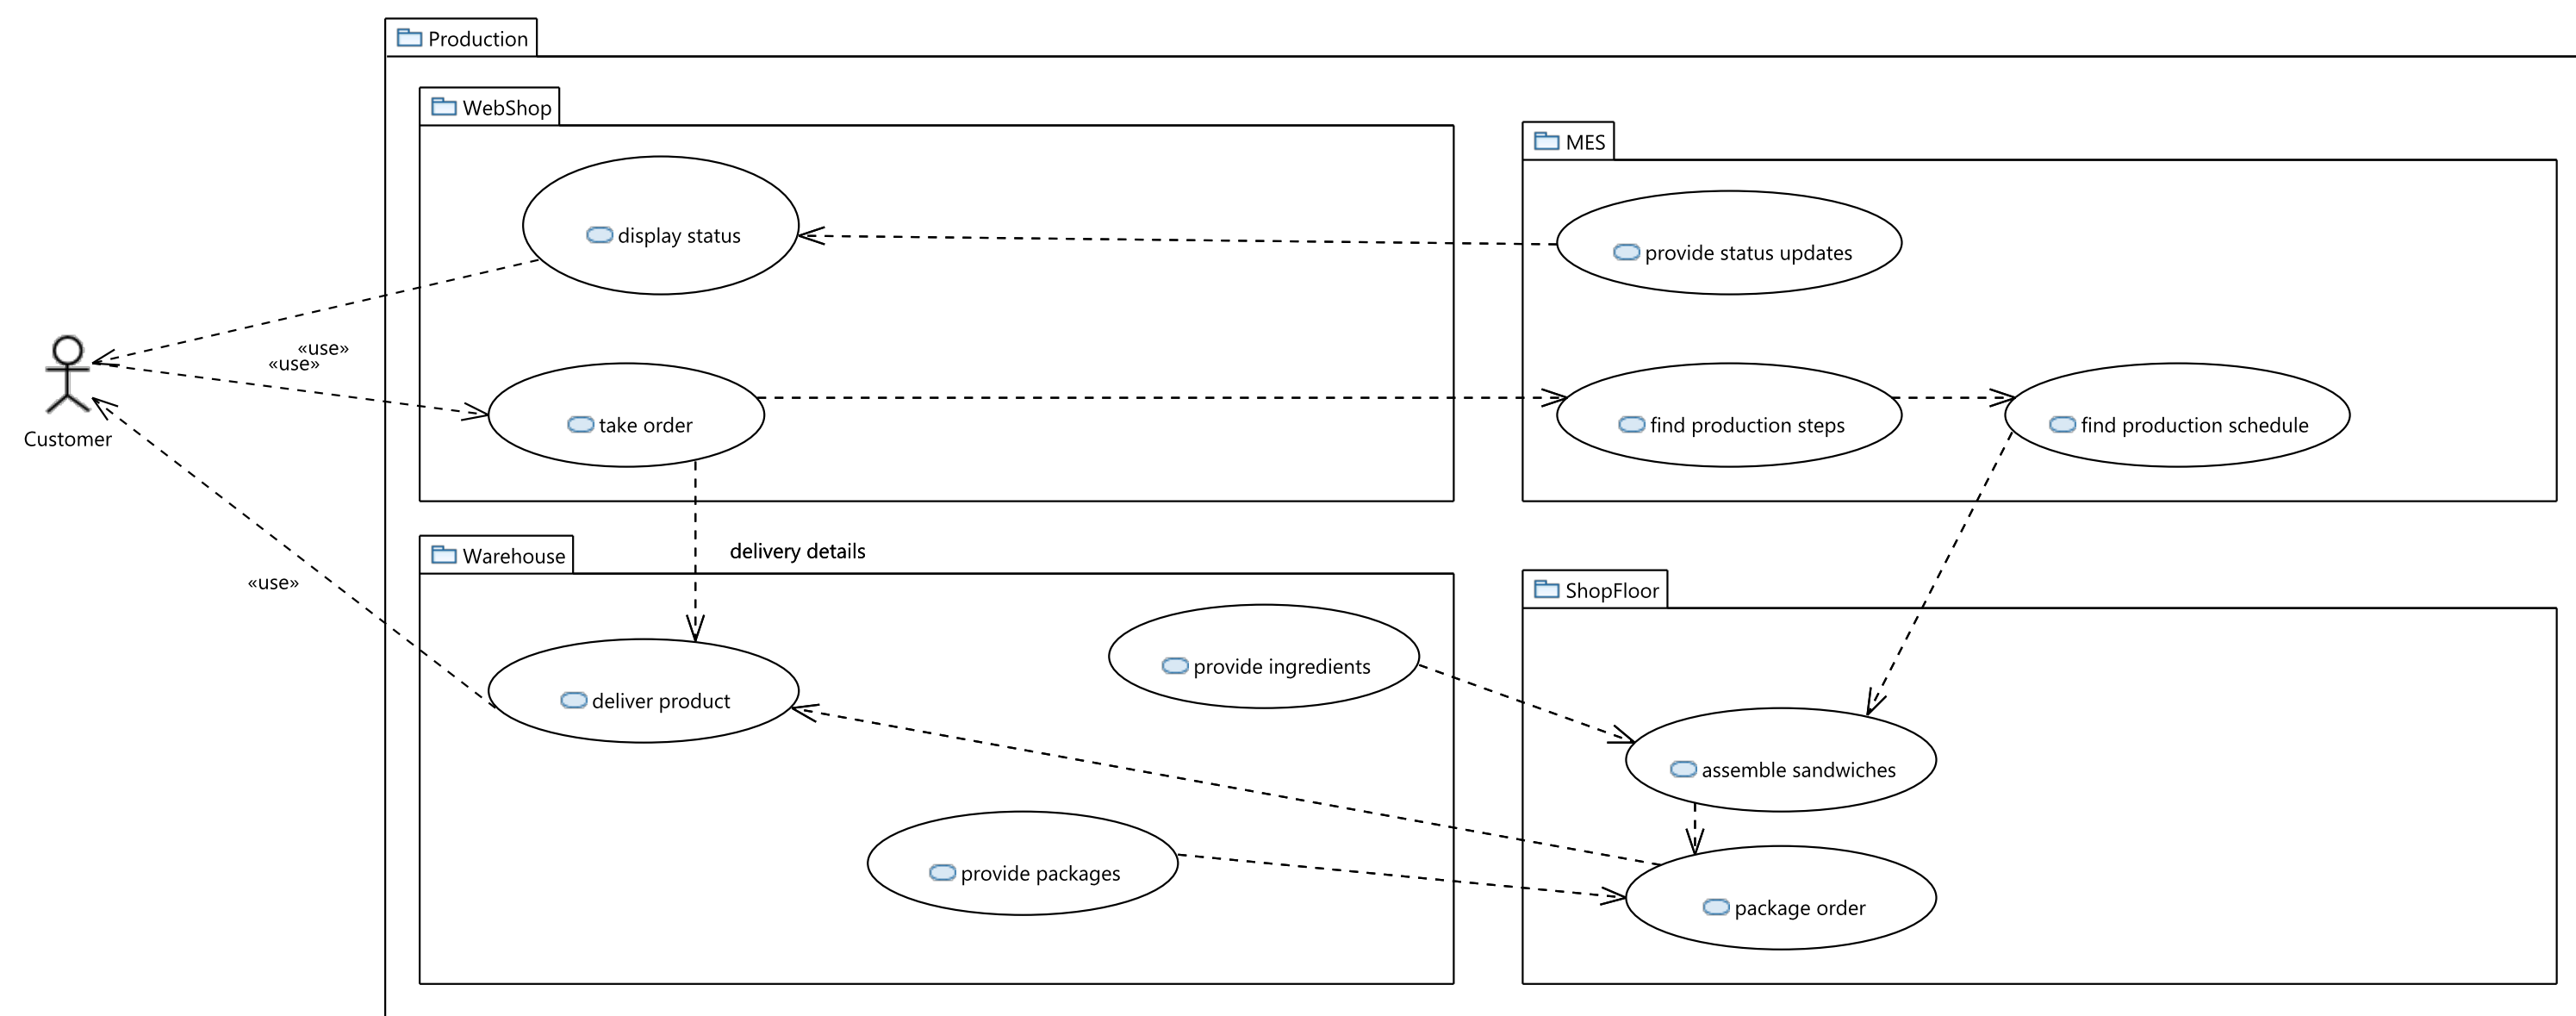 Production
WebShop
MES
display status
provide status updates
«use»
«use»
Customer
take order
find production steps
find production schedule
Warehouse
delivery details
«use»
ShopFloor
provide ingredients
deliver product
assemble sandwiches
provide packages
package order